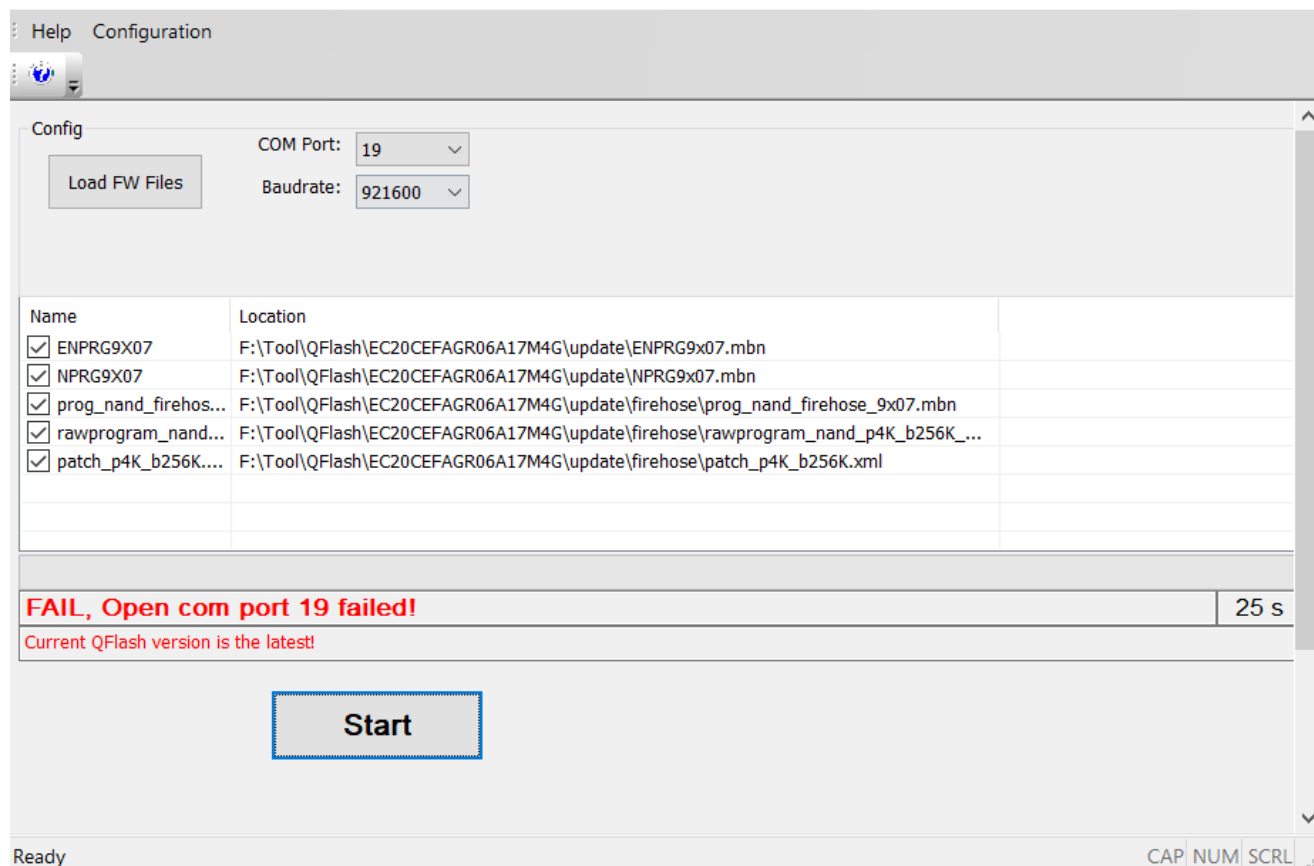 Help Configuration
Config
COM Port: 19
Load FW Files
Baudrate: 921600
Name Location
ENPRG9X07 F:\Tool\QFlash\EC20CEFAGR06A17M4G\update\ENPRG9x07.mbn
NPRG9X07 F:\Tool\QFlash\EC20CEFAGR06A17M4G\update\NPRG9x07.mbn
prog_nand_firehos... F:\Tool\QFlash\EC20CEFAGR06A17M4G\update\firehose\prog_nand_firehose_9x07.mbn
rawprogram_nand... F:\Tool\QFlash\EC20CEFAGR06A17M4G\update\firehose\rawprogram_nand_p4K_b256K_...
patch_p4K_b256K.... F:\Tool\QFlash\EC20CEFAGR06A17M4G\update\firehose\patch_p4K_b256K.xml
FAIL, Open com port 19 failed! 25 s
Current QFlash version is the latest!
Start
Ready CAP NUM SCRL